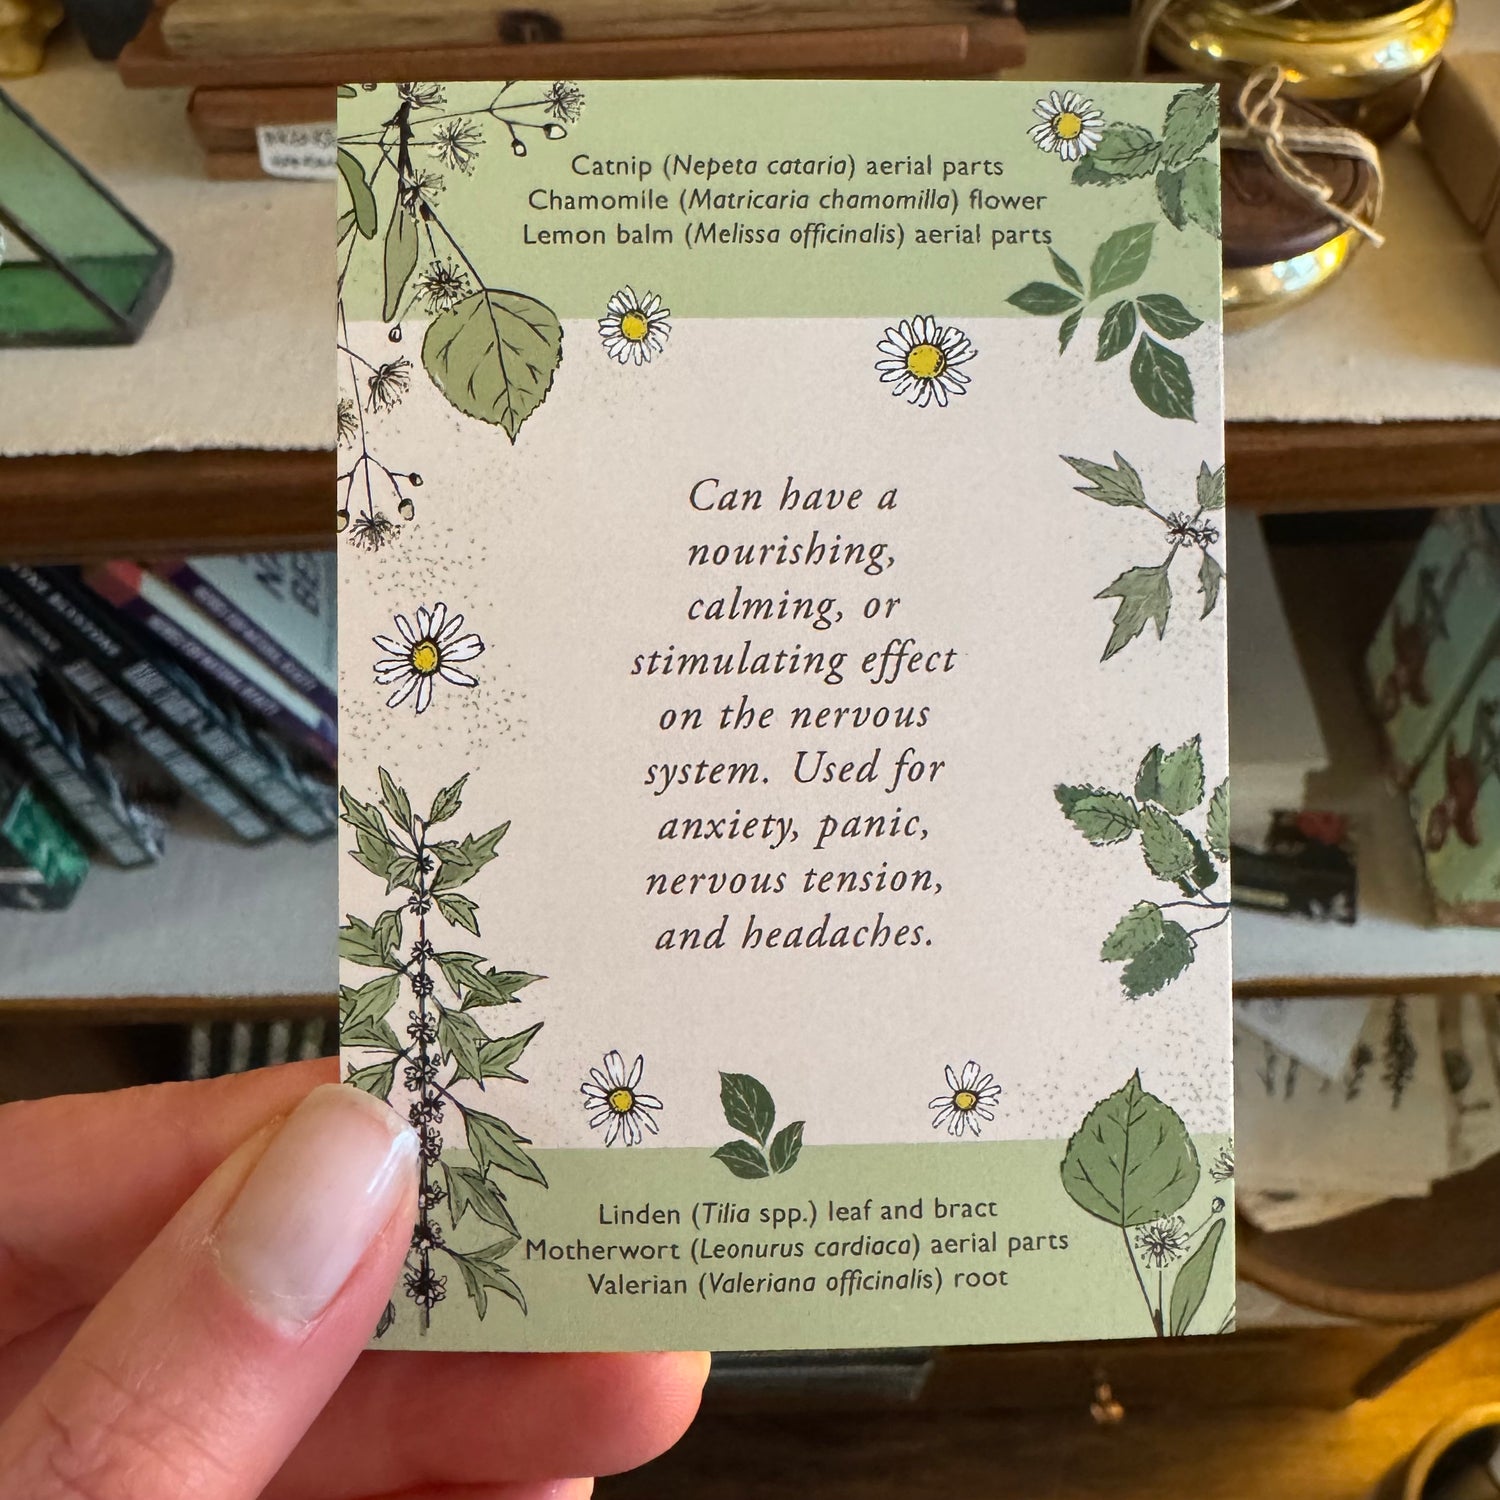 Catnip (Nepeta cataria) aerial parts
Chamomile (Matricaria chamomilla) flower
Lemon balm (Melissa officinalis) aerial parts
Can have a
nourishing,
calming, or
stimulating effect
on the nervous
system. Used for
anxiety, panic,
nervous tension,
and headaches.
Linden (Tilia spp.) leaf and bract
Motherwort (Leonurus cardiaca) aerial parts
Valerian (Valeriana officinalis) root